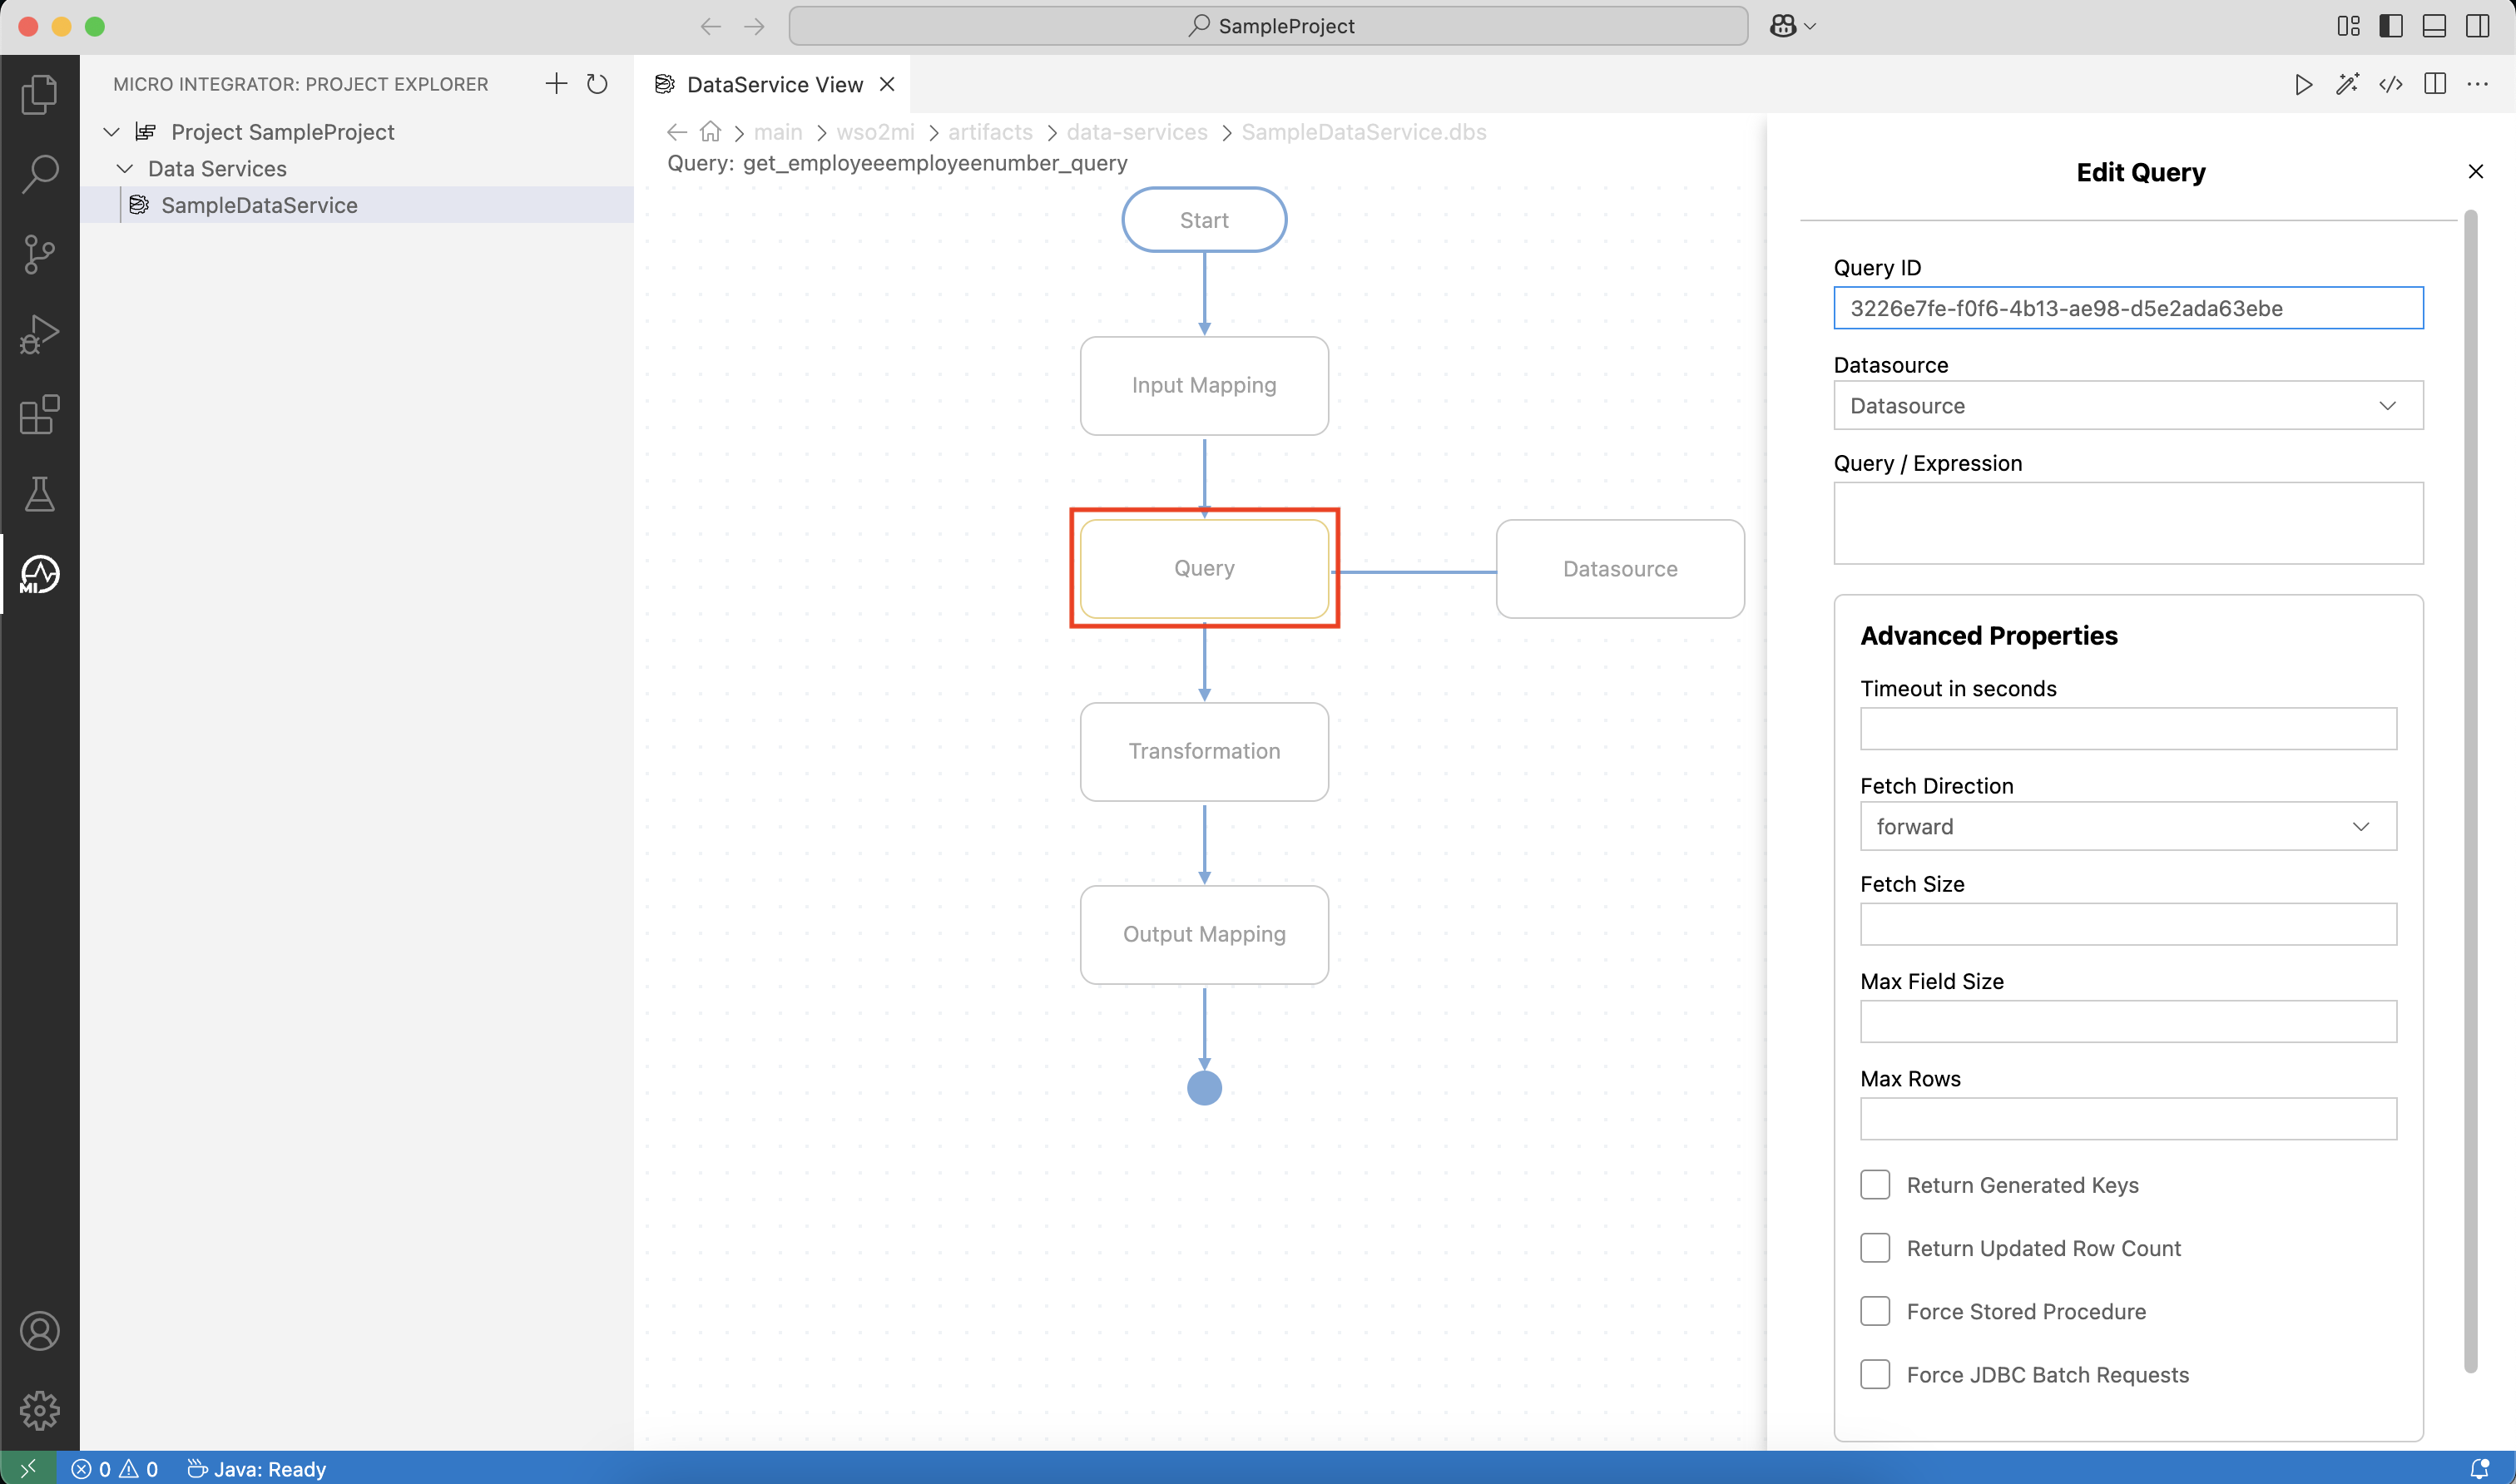 SampleProject
MICRO INTEGRATOR: PROJECT EXPLORER
Project SampleProject
Data Services
SampleDataService
DataService View
main
wso2mi
artifacts
data-services
SampleDataService.dbs
Query: get_employeeemployeenumber_query
Start
Input Mapping
Query
Datasource
Transformation
Output Mapping
Edit Query
Query ID
3226e7fe-f0f6-4b13-ae98-d5e2ada63ebe
Datasource
Datasource
Query / Expression
Advanced Properties
Timeout in seconds
Fetch Direction
forward
Fetch Size
Max Field Size
Max Rows
Return Generated Keys
Return Updated Row Count
Force Stored Procedure
Force JDBC Batch Requests
MI
0 0 Java: Ready